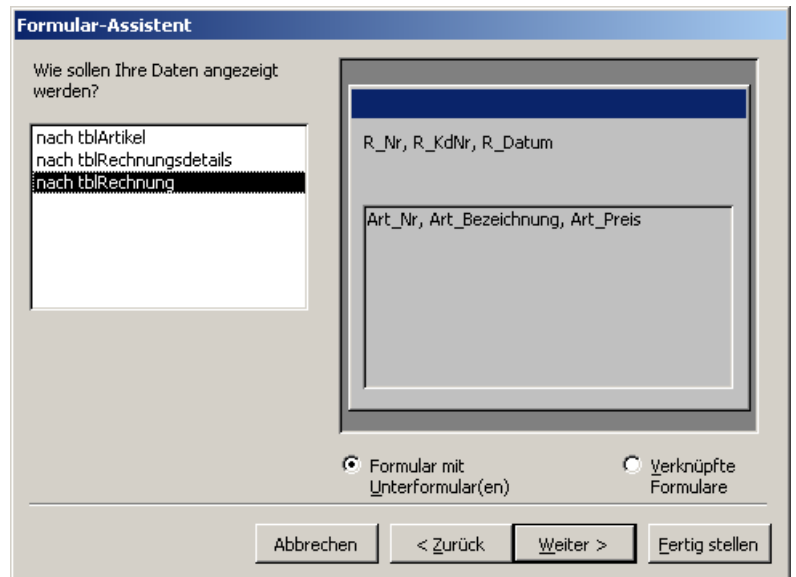 Formular-Assistent
Wie sollen Ihre Daten angezeigt
werden?
nach tblArtikel
nach tblRechnungsdetails
nach tblRechnung
R_Nr, R_KdNr, R_Datum
Art_Nr, Art_Bezeichnung, Art_Preis
Formular mit
Unterformular(en)
Verknüpfte
Formulare
Abbrechen
< Zurück
Weiter >
Fertig stellen